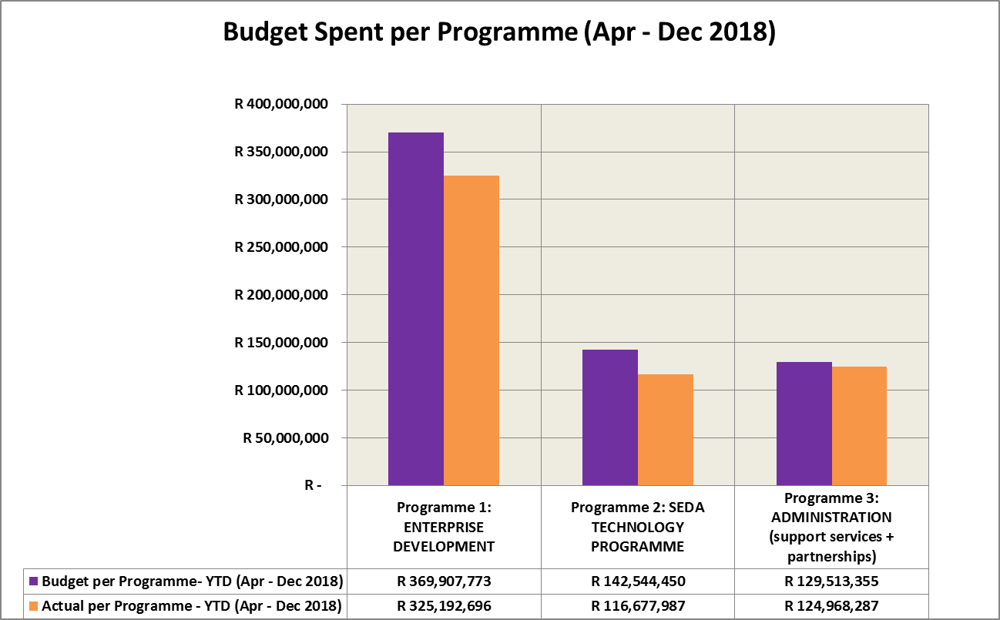 Budget Spent per Programme (Apr - Dec 2018)
R 400,000,000
R 350,000,000
R 300,000,000
R 250,000,000
R 200,000,000
R 150,000,000
R 100,000,000
R 50,000,000
R -
Programme 1:
ENTERPRISE
DEVELOPMENT
Programme 2: SEDA
TECHNOLOGY
PROGRAMME
Programme 3:
ADMINISTRATION
(support services +
partnerships)
Budget per Programme- YTD (Apr - Dec 2018) R 369,907,773 R 142,544,450 R 129,513,355
Actual per Programme - YTD (Apr - Dec 2018) R 325,192,696 R 116,677,987 R 124,968,287